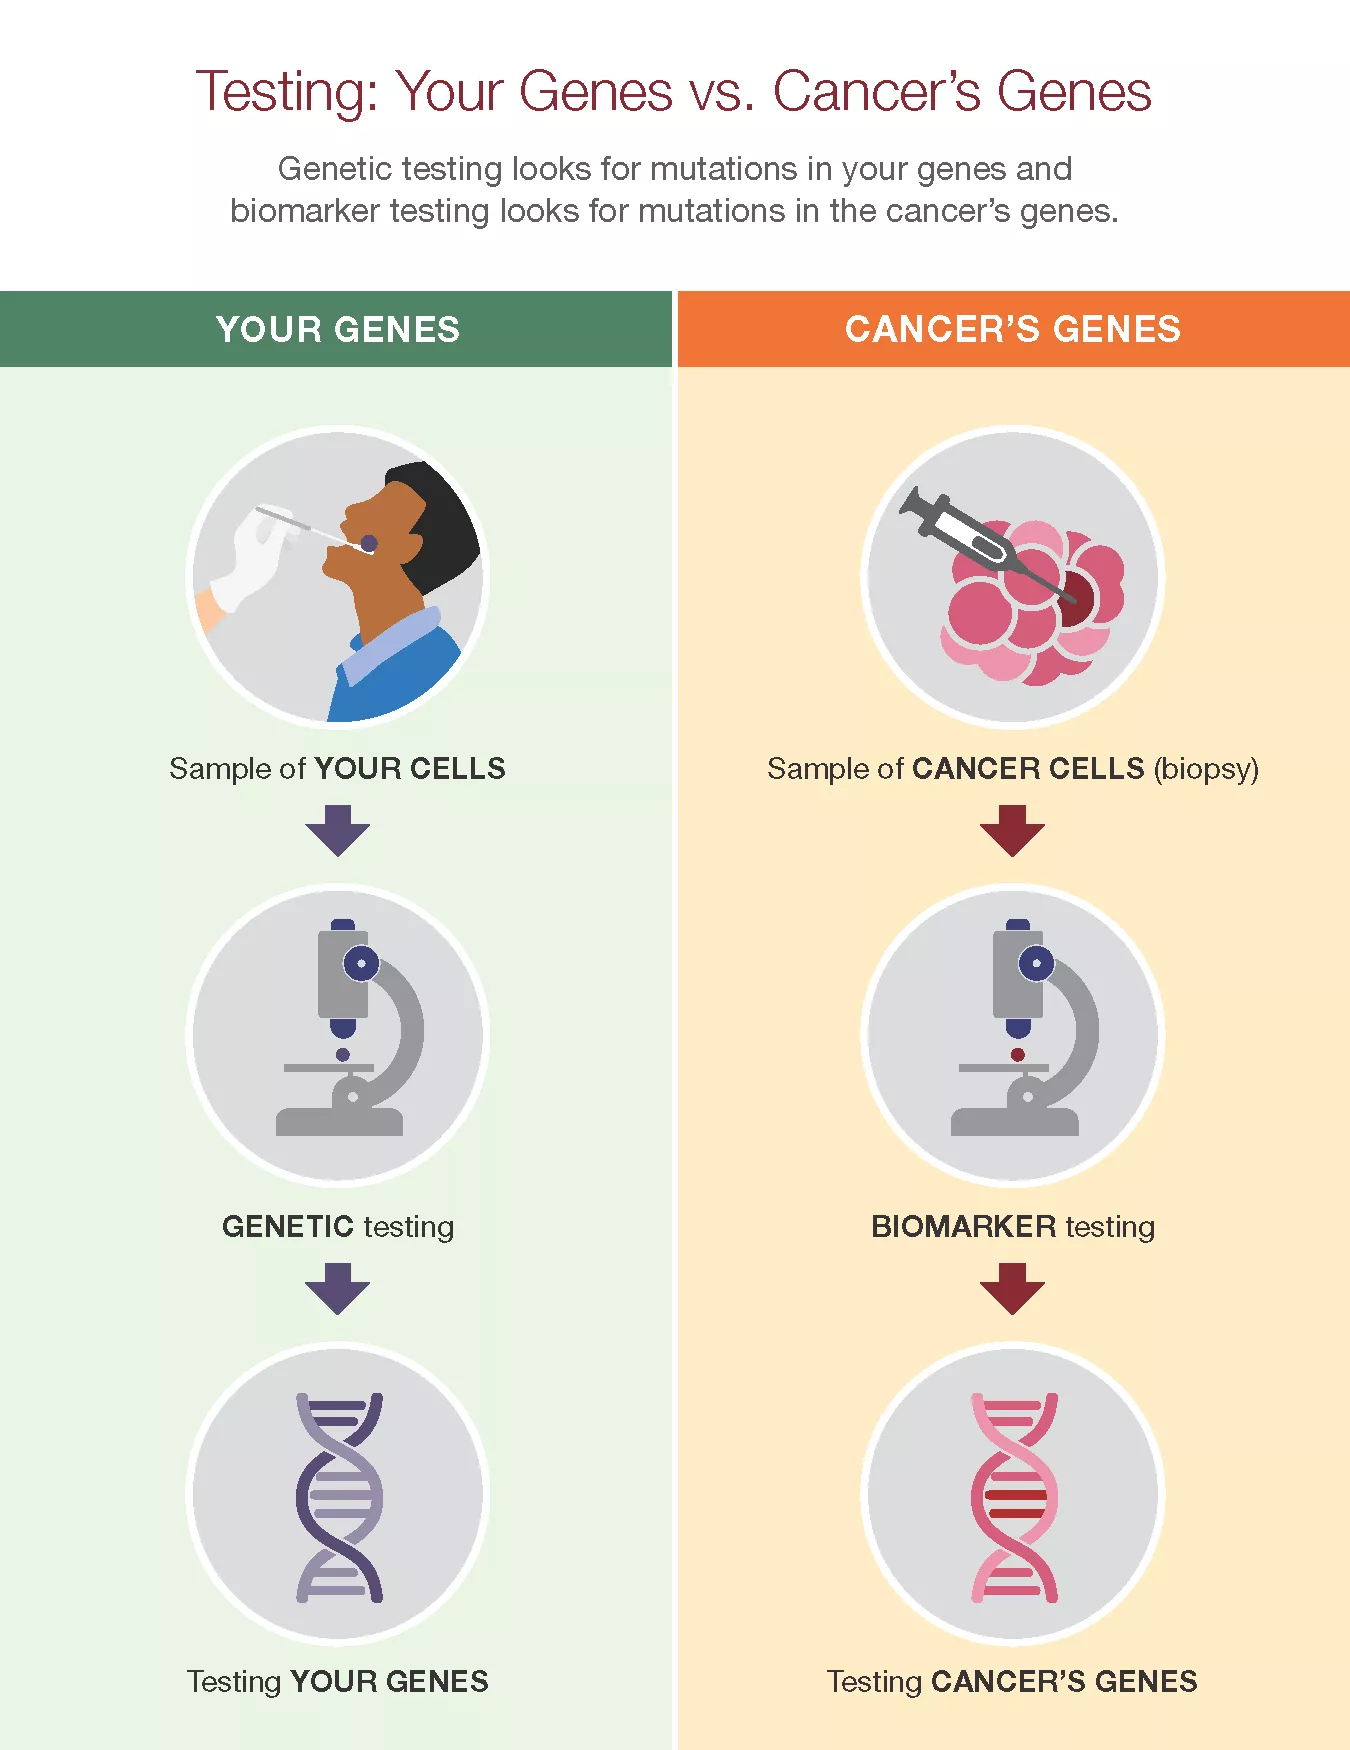 Testing: Your Genes vs. Cancer’s Genes
Genetic testing looks for mutations in your genes and
biomarker testing looks for mutations in the cancer’s genes.
YOUR GENES
CANCER’S GENES
Sample of YOUR CELLS
Sample of CANCER CELLS (biopsy)
GENETIC testing
BIOMARKER testing
Testing YOUR GENES
Testing CANCER’S GENES